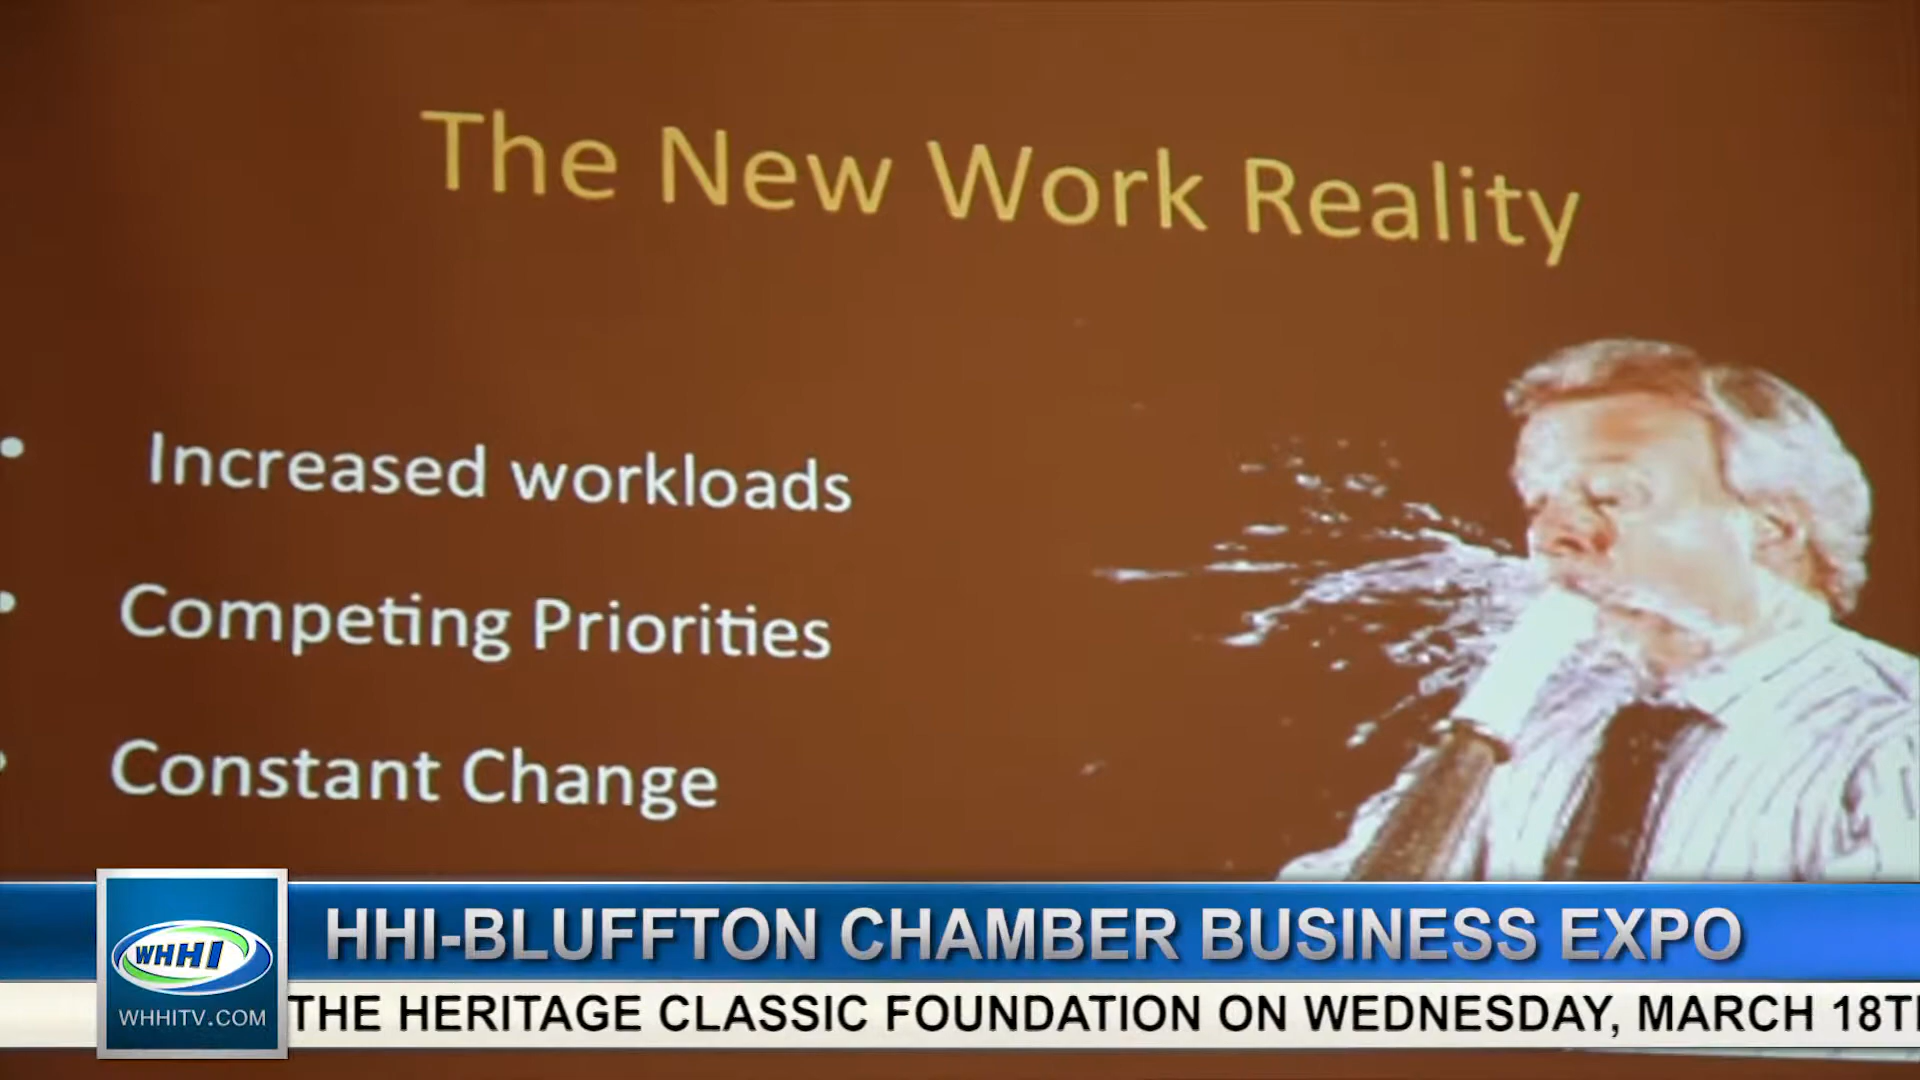 The New Work Reality
• Increased workloads
• Competing Priorities
• Constant Change
HHI-BLUFFTON CHAMBER BUSINESS EXPO
WHHI
WHHITV.COM
THE HERITAGE CLASSIC FOUNDATION ON WEDNESDAY, MARCH 18T